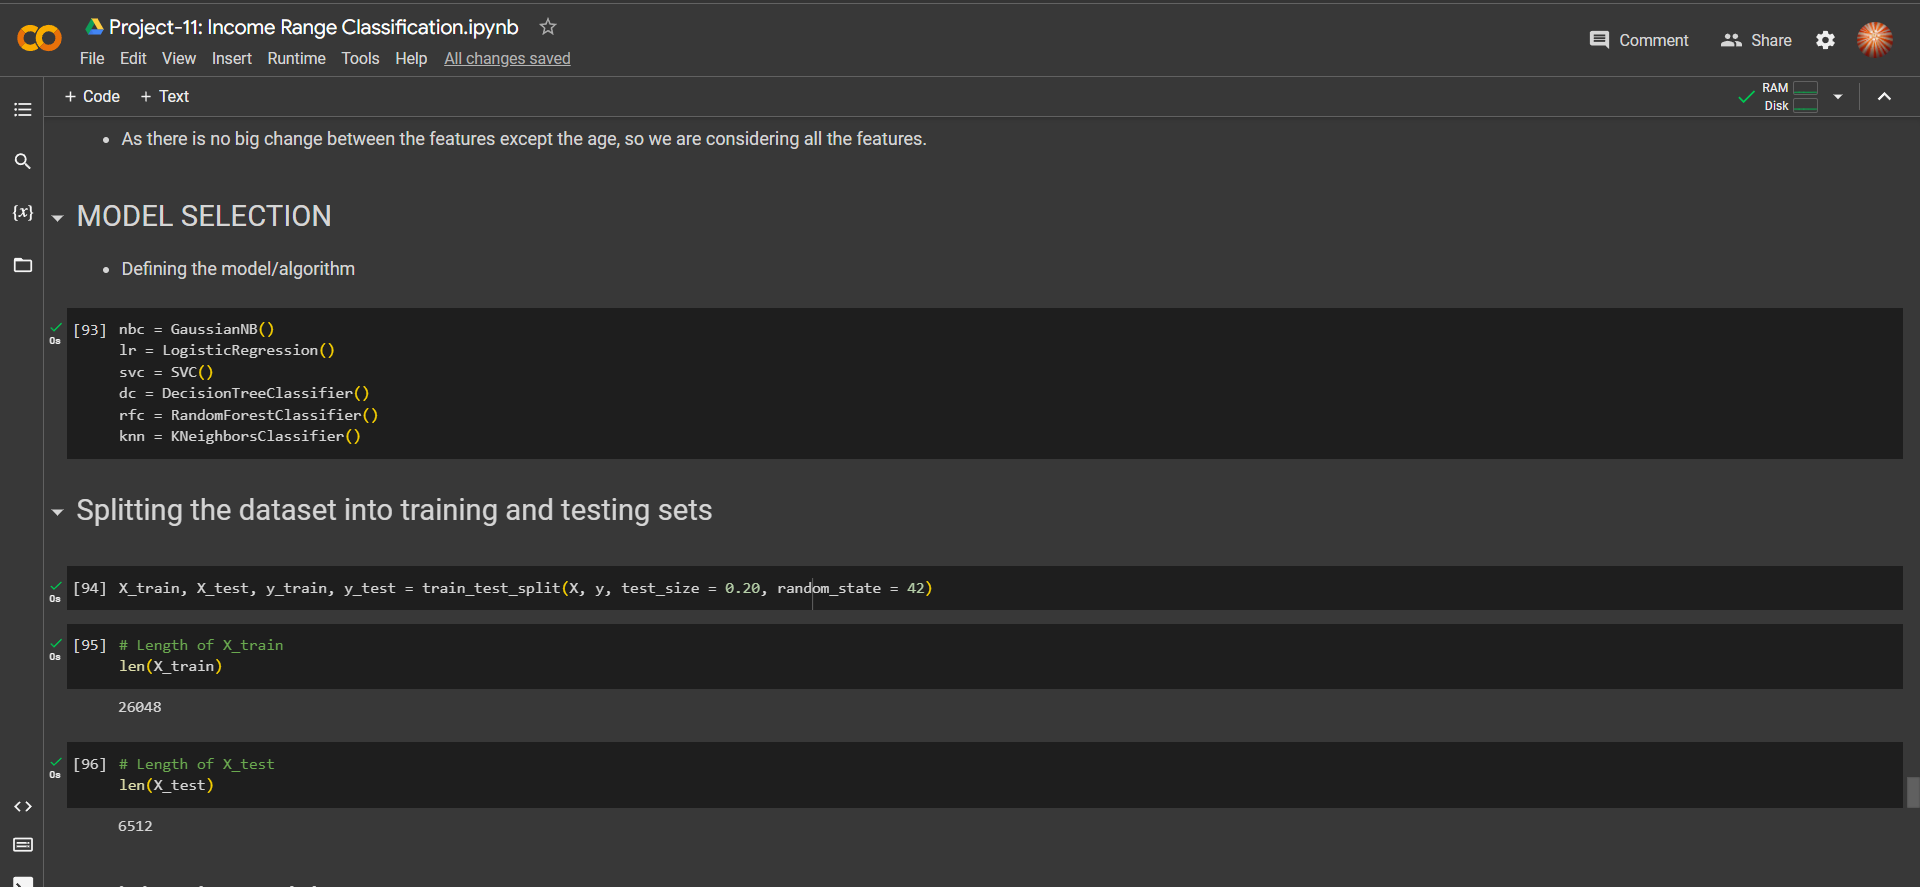 Project-11: Income Range Classification.ipynb
File Edit View Insert Runtime Tools Help All changes saved
Comment Share
+ Code + Text
RAM
Disk
{x}
• As there is no big change between the features except the age, so we are considering all the features.
MODEL SELECTION
• Defining the model/algorithm
0s
[93] nbc = GaussianNB()
lr = LogisticRegression()
svc = SVC()
dc = DecisionTreeClassifier()
rfc = RandomForestClassifier()
knn = KNeighborsClassifier()
Splitting the dataset into training and testing sets
0s
[94] X_train, X_test, y_train, y_test = train_test_split(X, y, test_size = 0.20, random_state = 42)
0s
[95] # Length of X_train
len(X_train)
26048
0s
[96] # Length of X_test
len(X_test)
6512